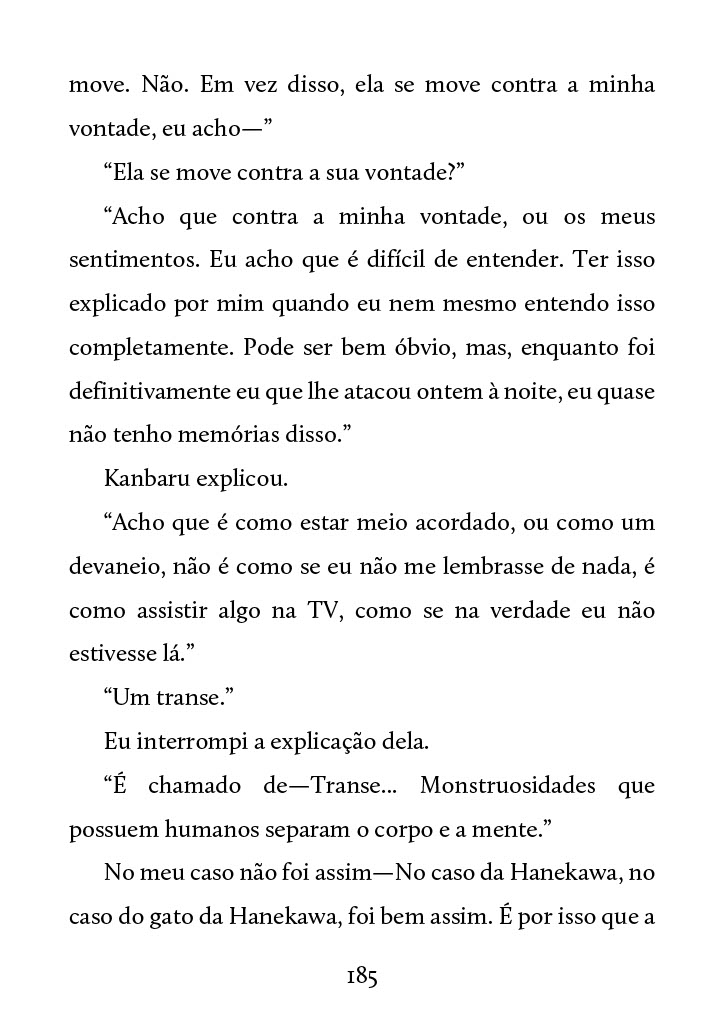 move. Não. Em vez disso, ela se move contra a minha
vontade, eu acho—”
“Ela se move contra a sua vontade?”
“Acho que contra a minha vontade, ou os meus
sentimentos. Eu acho que é difícil de entender. Ter isso
explicado por mim quando eu nem mesmo entendo isso
completamente. Pode ser bem óbvio, mas, enquanto foi
definitivamente eu que lhe atacou ontem à noite, eu quase
não tenho memórias disso.”
Kanbaru explicou.
“Acho que é como estar meio acordado, ou como um
devaneio, não é como se eu não me lembrasse de nada, é
como assistir algo na TV, como se na verdade eu não
estivesse lá.”
“Um transe.”
Eu interrompi a explicação dela.
“É chamado de—Transe... Monstruosidades que
possuem humanos separam o corpo e a mente.”
No meu caso não foi assim—No caso da Hanekawa, no
caso do gato da Hanekawa, foi bem assim. É por isso que a
185